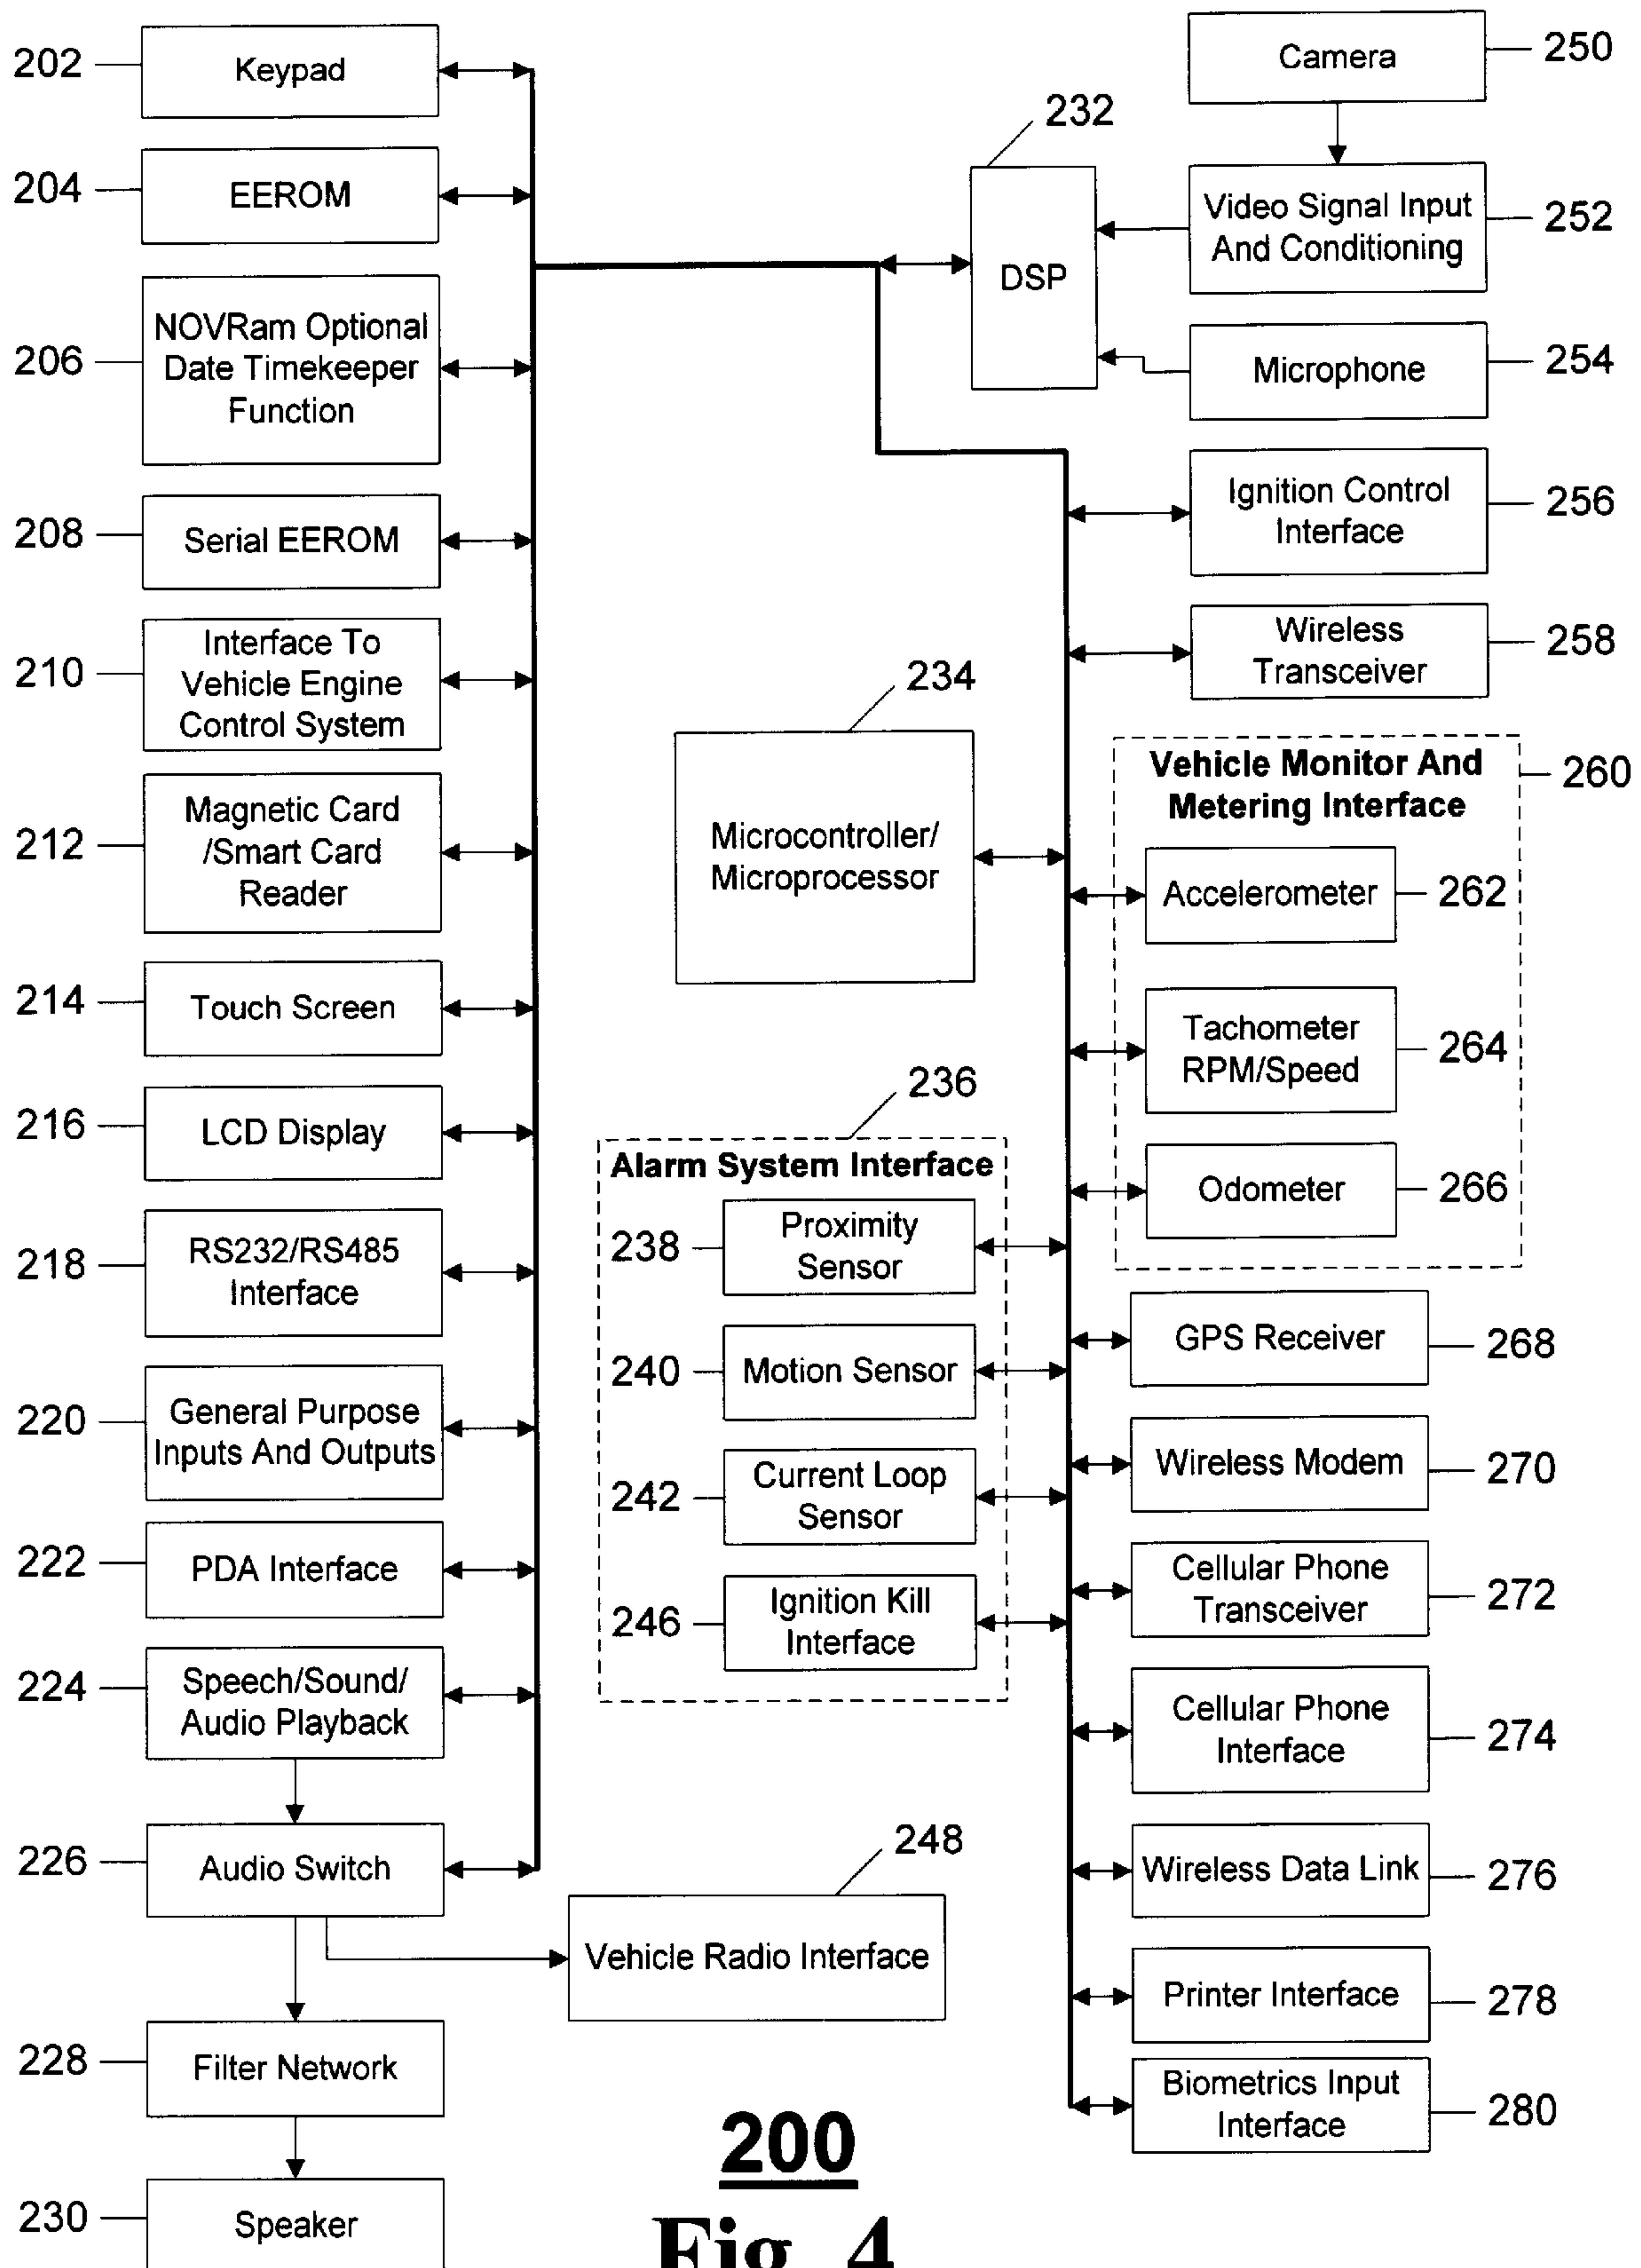 202
Keypad
204
EEROM
206
NOVRam Optional
Date Timekeeper
Function
208
Serial EEROM
210
Interface To
Vehicle Engine
Control System
212
Magnetic Card
/Smart Card
Reader
214
Touch Screen
216
LCD Display
218
RS232/RS485
Interface
220
General Purpose
Inputs And Outputs
222
PDA Interface
224
Speech/Sound/
Audio Playback
226
Audio Switch
228
Filter Network
230
Speaker
232
DSP
234
Microcontroller/
Microprocessor
236
Alarm System Interface
238
Proximity
Sensor
240
Motion Sensor
242
Current Loop
Sensor
246
Ignition Kill
Interface
248
Vehicle Radio Interface
Camera
250
Video Signal Input
And Conditioning
252
Microphone
254
Ignition Control
Interface
256
Wireless
Transceiver
258
Vehicle Monitor And
Metering Interface
260
Accelerometer
262
Tachometer
RPM/Speed
264
Odometer
266
GPS Receiver
268
Wireless Modem
270
Cellular Phone
Transceiver
272
Cellular Phone
Interface
274
Wireless Data Link
276
Printer Interface
278
Biometrics Input
Interface
280
200
Fig. 4